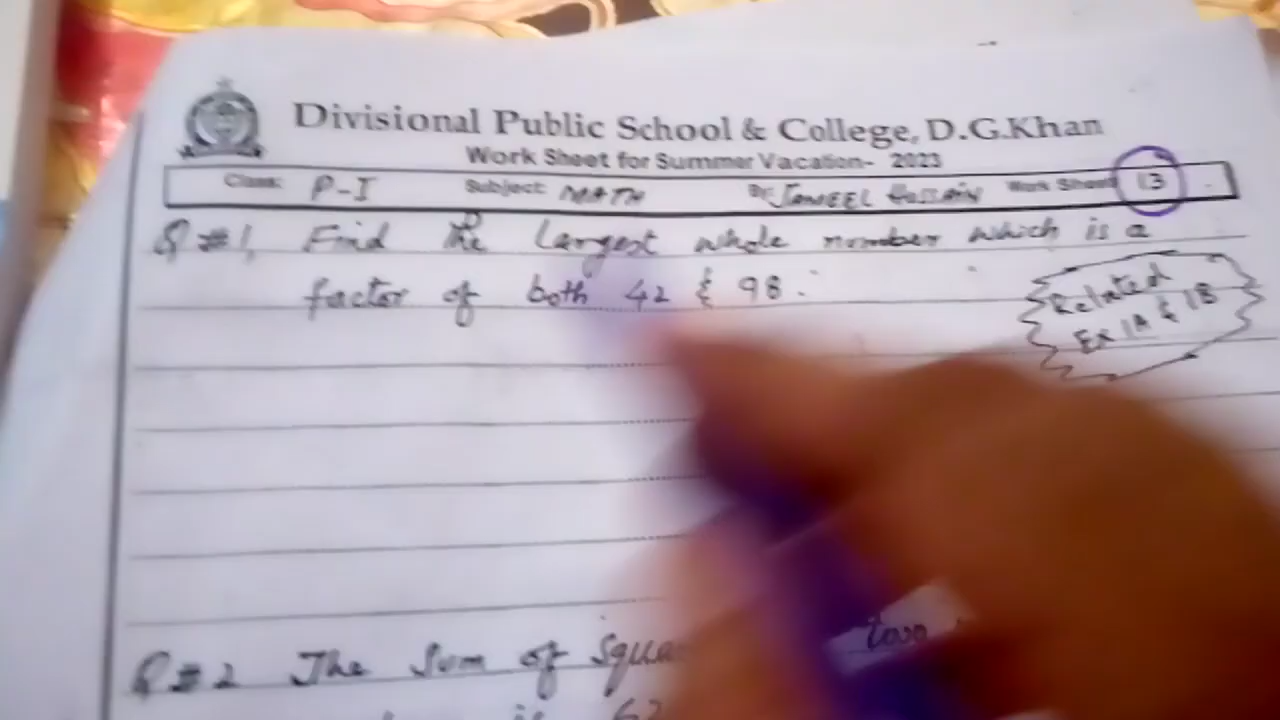 Divisional Public School & College, D.G.Khan
Work Sheet for Summer Vacation- 2023
Class: P-I Subject: MATH By: JAMEEL HUSSAIN Work Sheet 13
Q #1, Find the largest whole number which is a
factor of both 42 & 98.
Related
Ex 1A & 1B
Q #2 The Sum of two
is